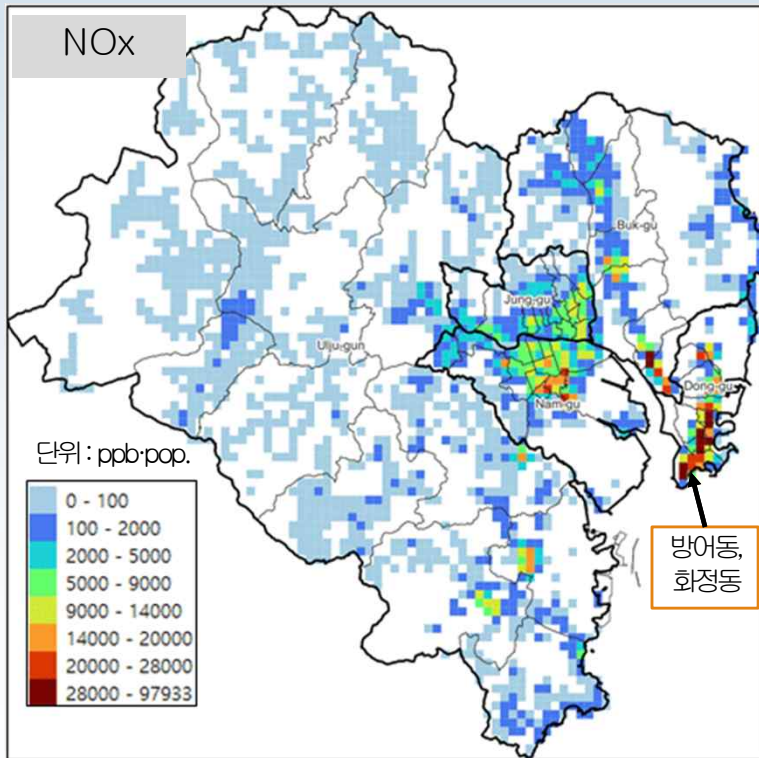 NOx
Buk-gu
Jung-gu
Ulju-gun
Dong-gu
Nam-gu
단위 : ppb·pop.
0 - 100
100 - 2000
2000 - 5000
5000 - 9000
9000 - 14000
14000 - 20000
20000 - 28000
28000 - 97933
방어동,
화정동